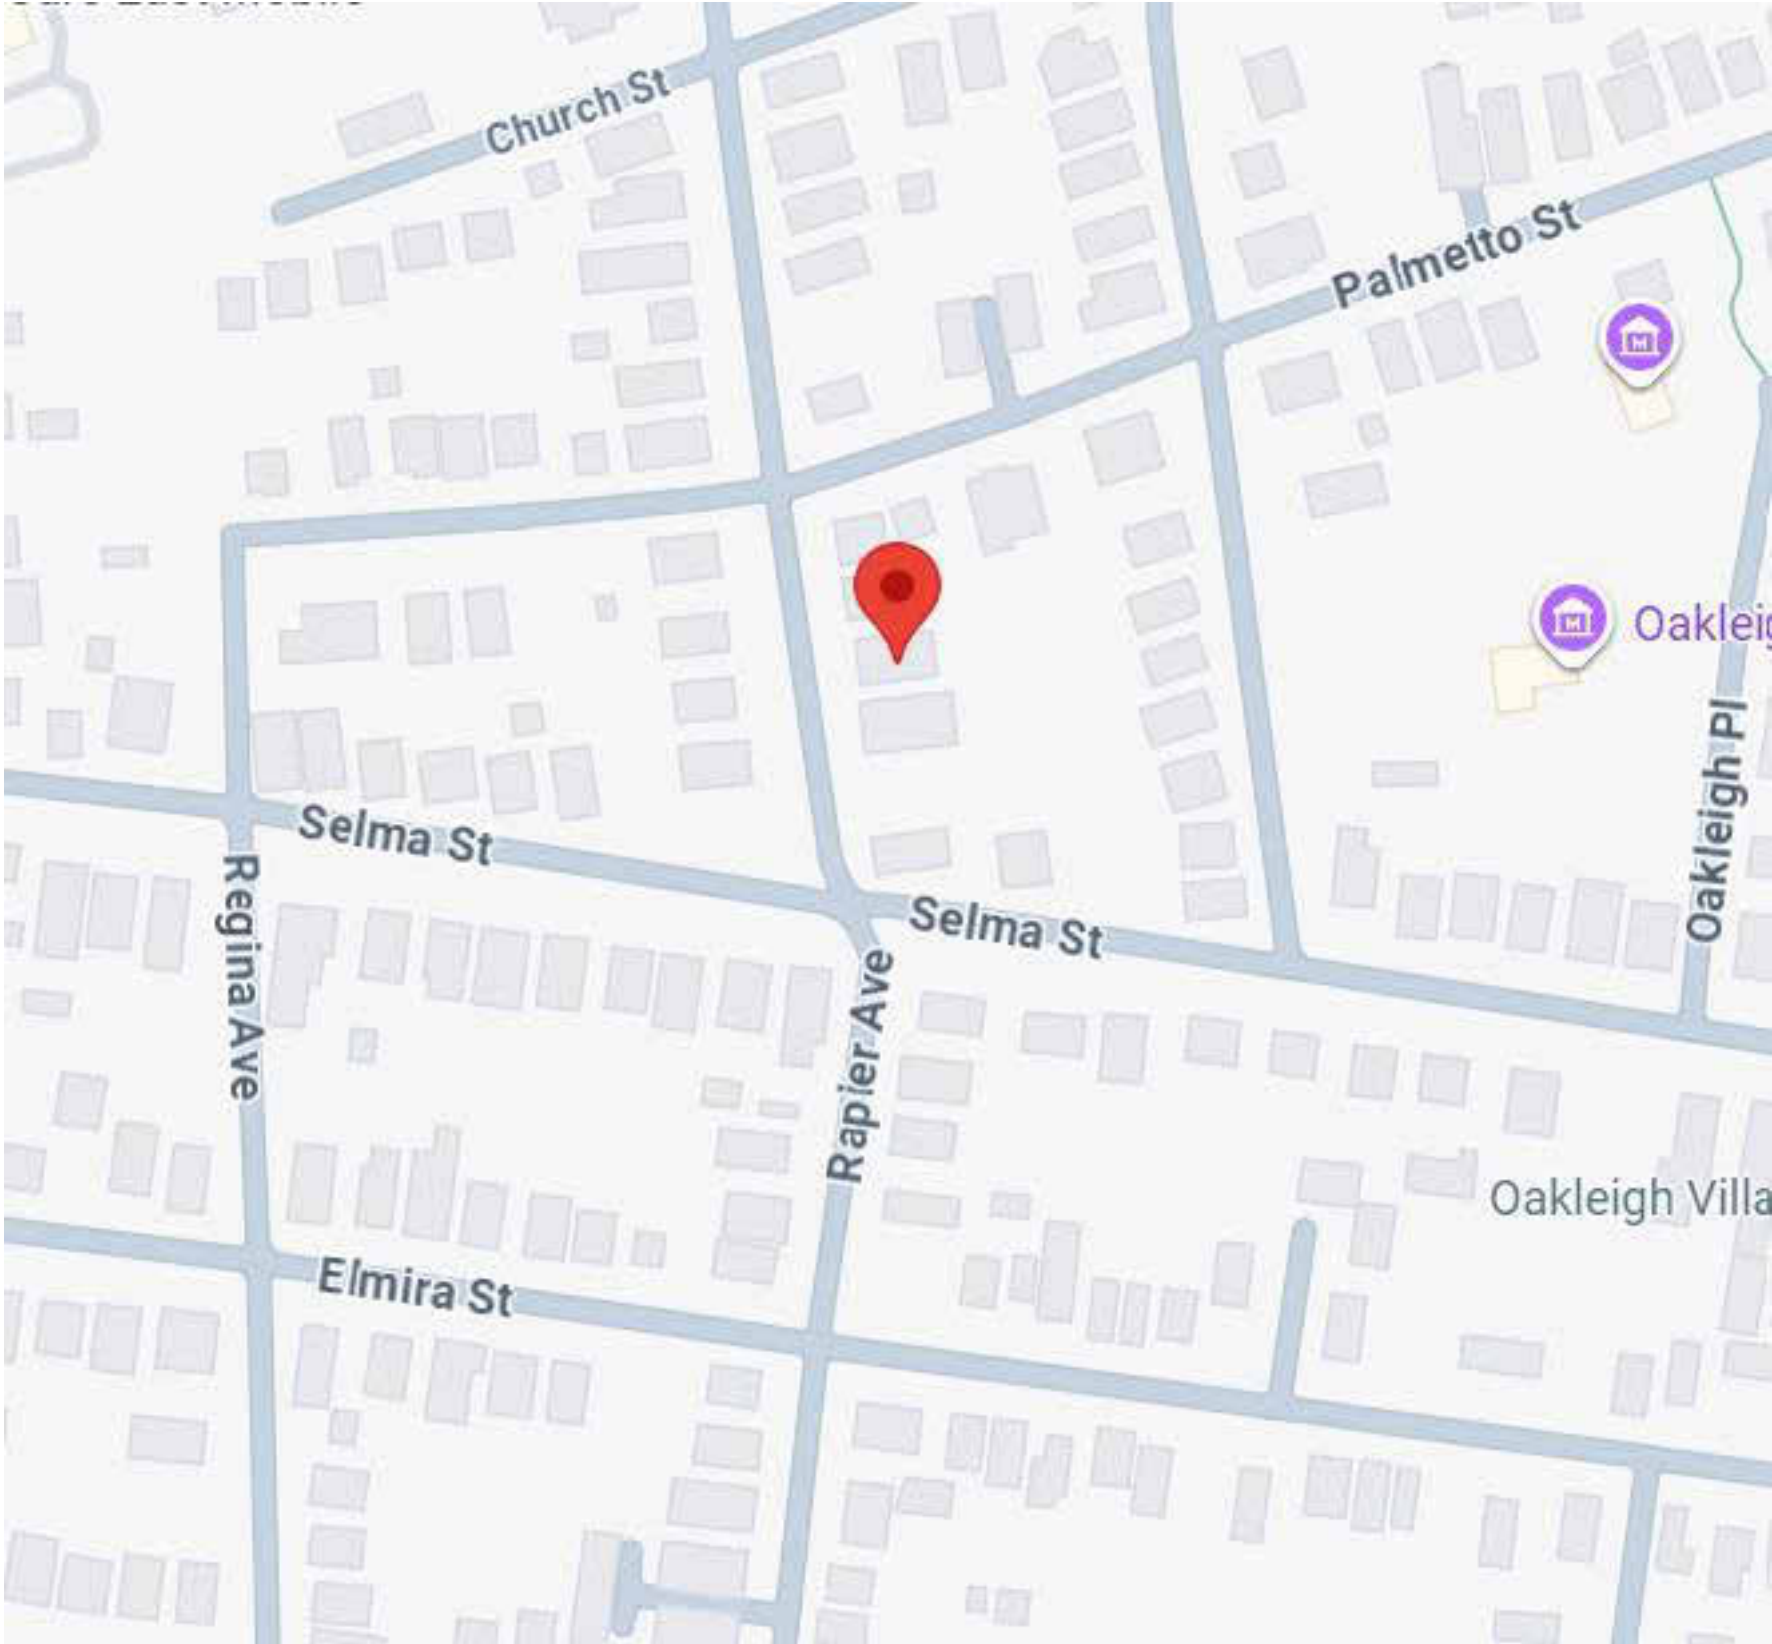 Church St
Palmetto St
Oakleig
Oakleigh Pl
Selma St
Regina Ave
Selma St
Rapier Ave
Oakleigh Villa
Elmira St